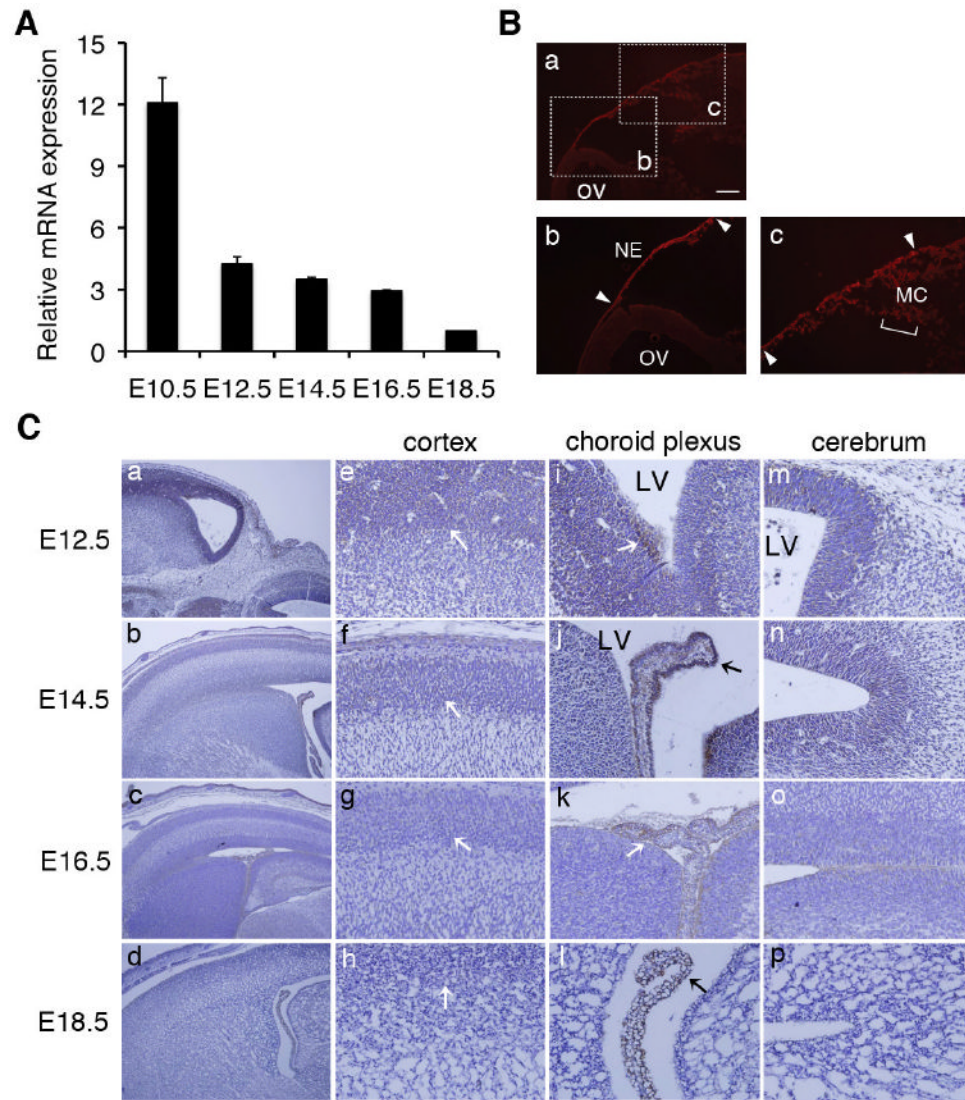 A
Relative mRNA expression
15
12
9
6
3
0
E10.5 E12.5 E14.5 E16.5 E18.5
B
a
c
b
OV
b
NE
OV
c
MC
C
cortex choroid plexus cerebrum
E12.5
a
e
i
LV
m
LV
E14.5
b
f
j
LV
n
E16.5
c
g
k
o
E18.5
d
h
l
p